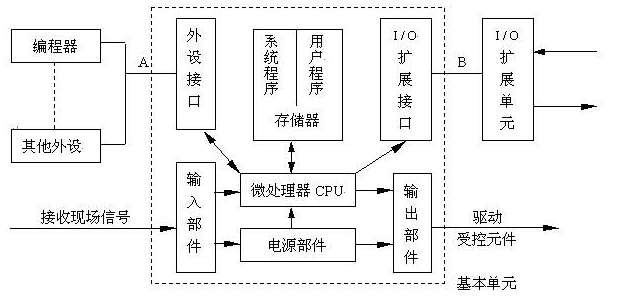 编程器
其他外设
A
外设接口
系统程序
用户程序
存储器
I/O扩展接口
B
I/O扩展单元
输入部件
微处理器 CPU
电源部件
输出部件
接收现场信号
驱动
受控元件
基本单元